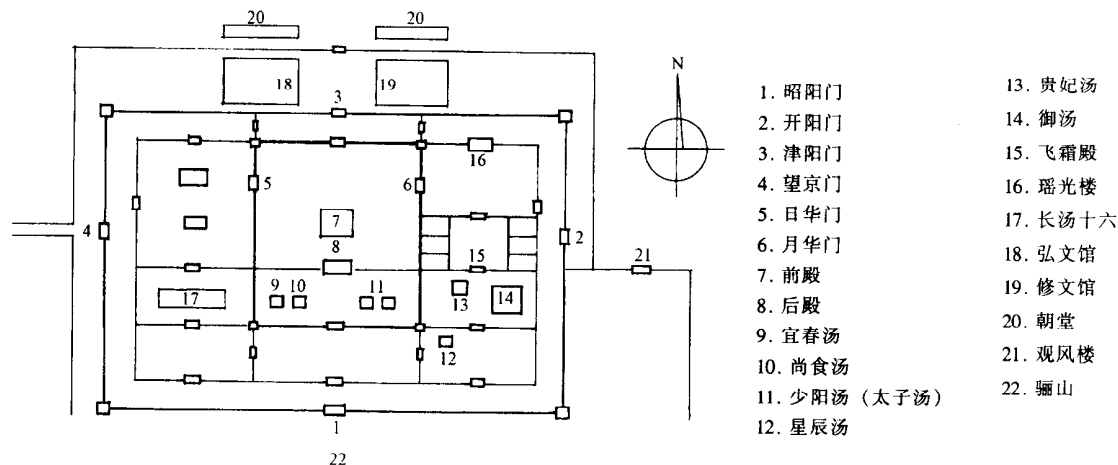 20
20
18
19
3
N
16
5
6
7
4
2
8
15
21
9
10
11
13
14
17
12
1
22
1. 昭阳门
2. 开阳门
3. 津阳门
4. 望京门
5. 日华门
6. 月华门
7. 前殿
8. 后殿
9. 宜春汤
10. 尚食汤
11. 少阳汤（太子汤）
12. 星辰汤
13. 贵妃汤
14. 御汤
15. 飞霜殿
16. 瑶光楼
17. 长汤十六
18. 弘文馆
19. 修文馆
20. 朝堂
21. 观风楼
22. 骊山